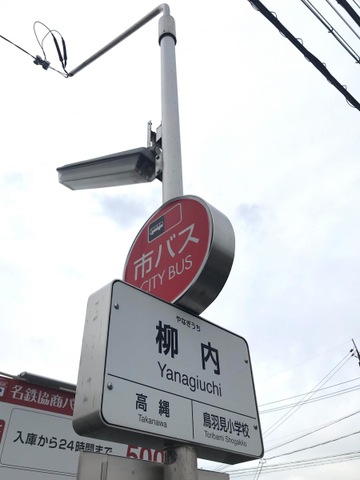 市バス
CITY BUS
やなぎうち
柳内
Yanagiuchi
高縄
Takanawa
鳥羽見小学校
Toribami Shogakko
名鉄協商パ
入庫から24時間まで
500